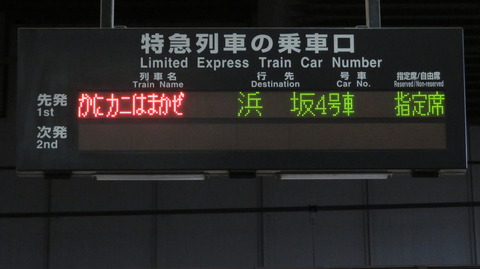 特急列車の乗車口
Limited Express Train Car Number
列車名 行先 号車 指定席/自由席
Train Name Destination Car No. Reserved/Non-reserved
先発 かにカニはまかぜ 浜 坂 4号車 指定席
1st
次発
2nd